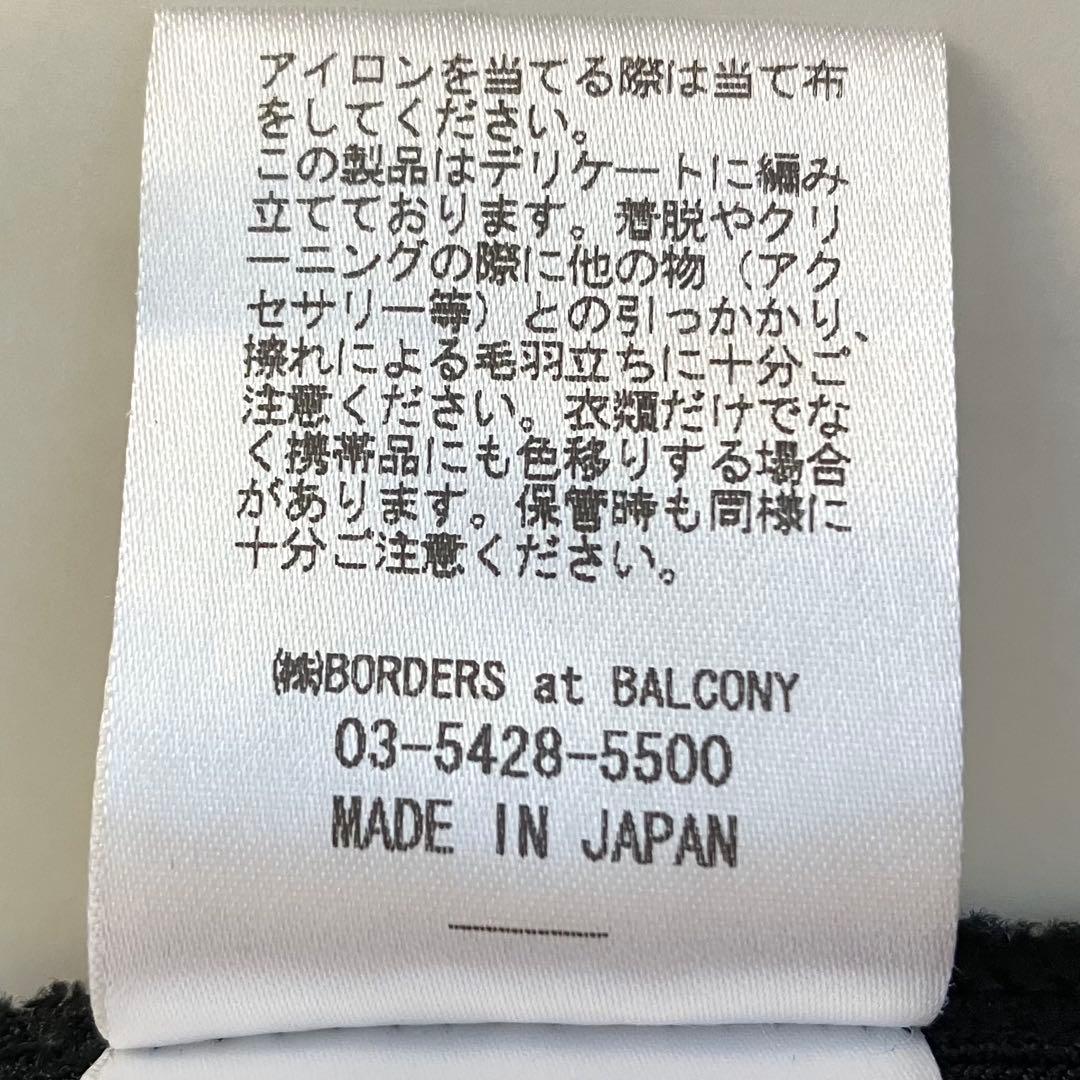 アイロンを当てる際は当て布
をしてください。
この製品はデリケートに編み
立てております。着脱やクリ
ーニングの際に他の物（アク
セサリー等）との引っかかり、
擦れによる毛羽立ちに十分ご
注意ください。衣類だけでな
く携帯品にも色移りする場合
があります。保管時も同様に
十分ご注意ください。
㈱BORDERS at BALCONY
03-5428-5500
MADE IN JAPAN